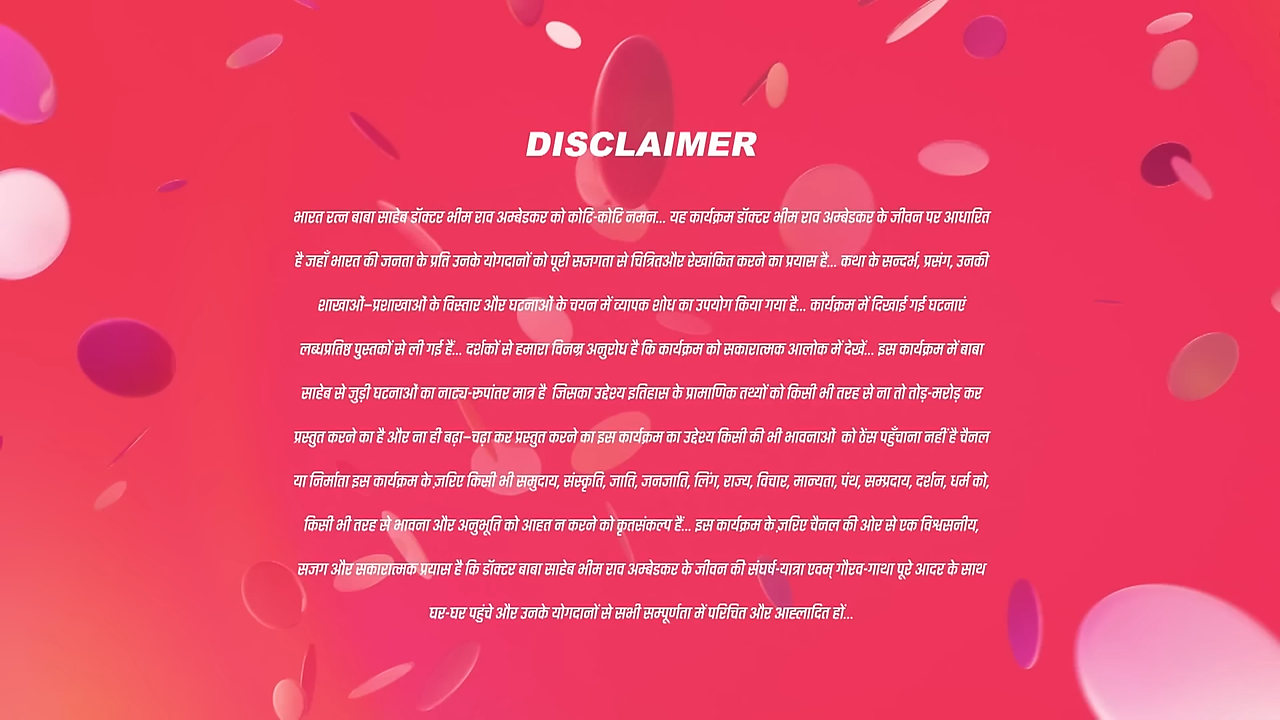 DISCLAIMER
भारत रत्न बाबा साहेब डॉक्टर भीम राव अम्बेडकर को कोटि-कोटि नमन... यह कार्यक्रम डॉक्टर भीम राव अम्बेडकर के जीवन पर आधारित
है जहाँ भारत की जनता के प्रति उनके योगदानों को पूरी सजगता से चित्रितऔर रेखांकित करने का प्रयास है... कथा के सन्दर्भ, प्रसंग, उनकी
शाखाओं–प्रशाखाओं के विस्तार और घटनाओं के चयन में व्यापक शोध का उपयोग किया गया है... कार्यक्रम में दिखाई गई घटनाएं
लब्धप्रतिष्ठ पुस्तकों से ली गई हैं... दर्शकों से हमारा विनम्र अनुरोध है कि कार्यक्रम को सकारात्मक आलोक में देखें... इस कार्यक्रम में बाबा
साहेब से जुड़ी घटनाओं का नाट्य-रूपांतर मात्र है जिसका उद्देश्य इतिहास के प्रामाणिक तथ्यों को किसी भी तरह से ना तो तोड़-मरोड़ कर
प्रस्तुत करने का है और ना ही बढ़ा–चढ़ा कर प्रस्तुत करने का इस कार्यक्रम का उद्देश्य किसी की भी भावनाओं को ठेंस पहुँचाना नहीं है चैनल
या निर्माता इस कार्यक्रम के ज़रिए किसी भी समुदाय, संस्कृति, जाति, जनजाति, लिंग, राज्य, विचार, मान्यता, पंथ, सम्प्रदाय, दर्शन, धर्म को,
किसी भी तरह से भावना और अनुभूति को आहत न करने को कृतसंकल्प हैं... इस कार्यक्रम के ज़रिए चैनल की ओर से एक विश्वसनीय,
सजग और सकारात्मक प्रयास है कि डॉक्टर बाबा साहेब भीम राव अम्बेडकर के जीवन की संघर्ष-यात्रा एवम् गौरव-गाथा पूरे आदर के साथ
घर-घर पहुंचे और उनके योगदानों से सभी सम्पूर्णता में परिचित और आह्लादित हों...